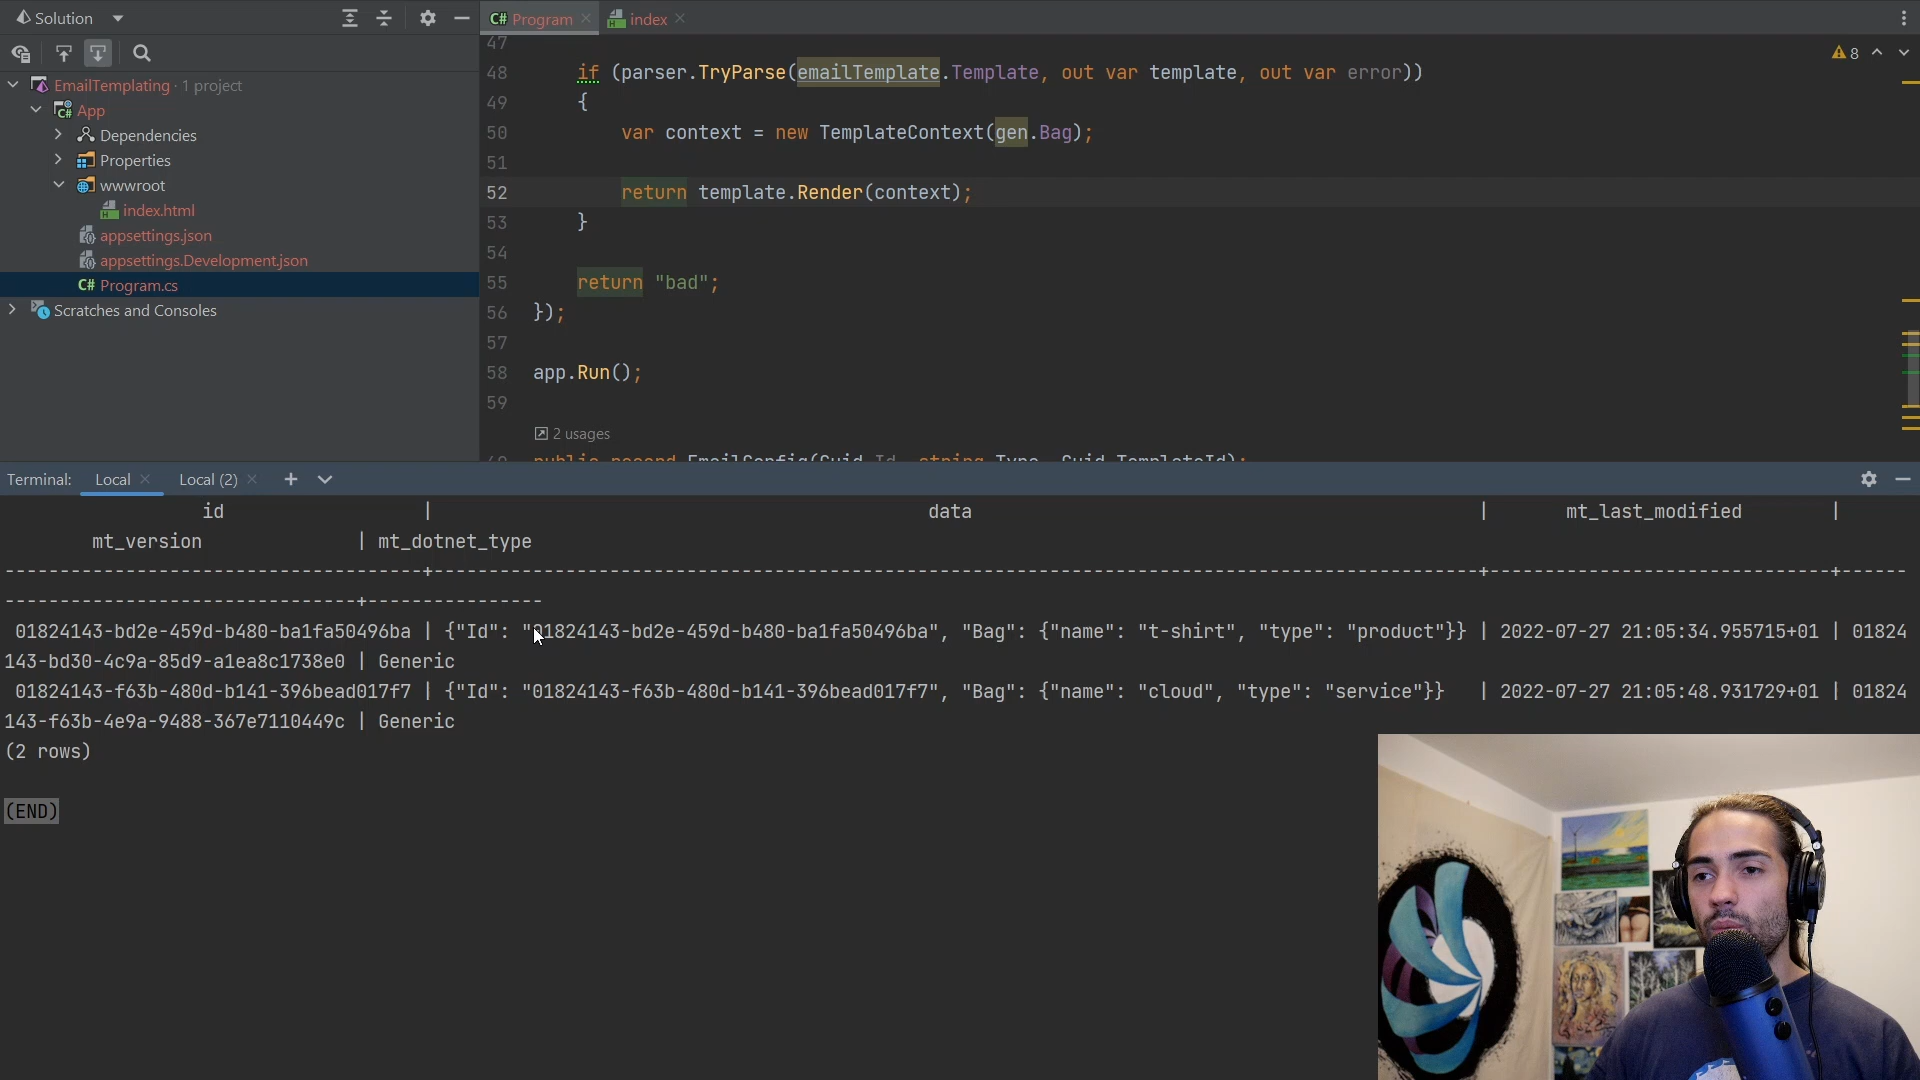 Solution
C# Program
index
EmailTemplating · 1 project
App
Dependencies
Properties
wwwroot
index.html
appsettings.json
appsettings.Development.json
C# Program.cs
Scratches and Consoles
8
47
48 if (parser.TryParse(emailTemplate.Template, out var template, out var error))
49 {
50 var context = new TemplateContext(gen.Bag);
51
52 return template.Render(context);
53 }
54
55 return "bad";
56 });
57
58 app.Run();
59
2 usages
public record EmailConfig(Guid Id, string Type, Guid TemplateId);
Terminal: Local Local (2)
id | data | mt_last_modified |
mt_version | mt_dotnet_type
--------------------------------------+-----------------------------------------------------------------------------------------------+-------------------------------+------
--------------------------------+----------------
01824143-bd2e-459d-b480-ba1fa50496ba | {"Id": "01824143-bd2e-459d-b480-ba1fa50496ba", "Bag": {"name": "t-shirt", "type": "product"}} | 2022-07-27 21:05:34.955715+01 | 01824
143-bd30-4c9a-85d9-a1ea8c1738e0 | Generic
01824143-f63b-480d-b141-396bead017f7 | {"Id": "01824143-f63b-480d-b141-396bead017f7", "Bag": {"name": "cloud", "type": "service"}} | 2022-07-27 21:05:48.931729+01 | 01824
143-f63b-4e9a-9488-367e7110449c | Generic
(2 rows)
(END)